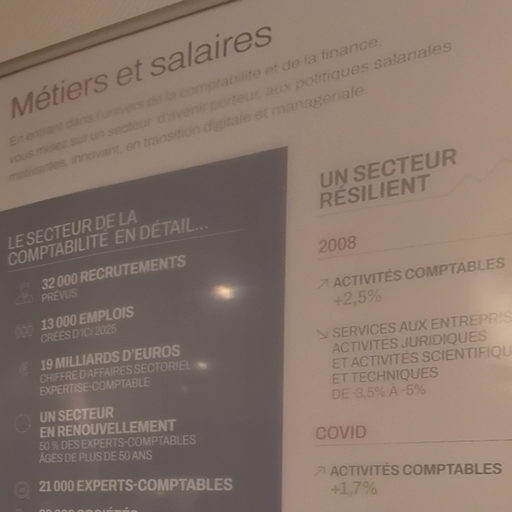 Métiers et salaires
En entrant dans l'univers de la comptabilité et de la finance,
vous misez sur un secteur d'avenir porteur, aux politiques salariales
motivantes, innovant, en transition digitale et managériale.
LE SECTEUR DE LA
COMPTABILITÉ EN DÉTAIL...
32 000 RECRUTEMENTS
PRÉVUS
13 000 EMPLOIS
CRÉÉS D'ICI 2025
19 MILLIARDS D'EUROS
CHIFFRE D'AFFAIRES SECTORIEL
EXPERTISE-COMPTABLE
UN SECTEUR
EN RENOUVELLEMENT
50 % DES EXPERTS-COMPTABLES
ÂGÉS DE PLUS DE 50 ANS
21 000 EXPERTS-COMPTABLES
UN SECTEUR
RÉSILIENT
2008
↗ ACTIVITÉS COMPTABLES
+2,5%
↘ SERVICES AUX ENTREPRIS
ACTIVITÉS JURIDIQUES
ET ACTIVITÉS SCIENTIFIQU
ET TECHNIQUES
DE -3,5% À -5%
COVID
↗ ACTIVITÉS COMPTABLES
+1,7%